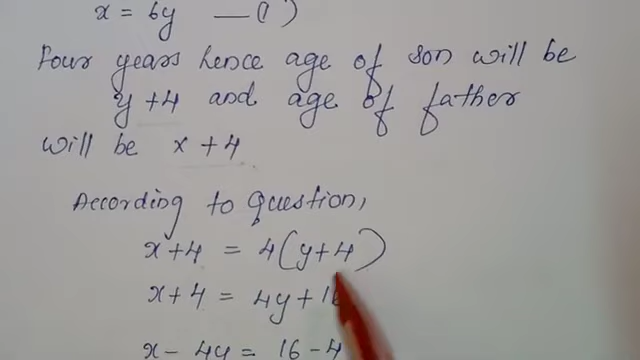 x = 6y —(1)
Four years hence age of son will be
y+4 and age of father
will be x+4
According to question,
x+4 = 4(y+4)
x+4 = 4y+16
x-4y = 16-4